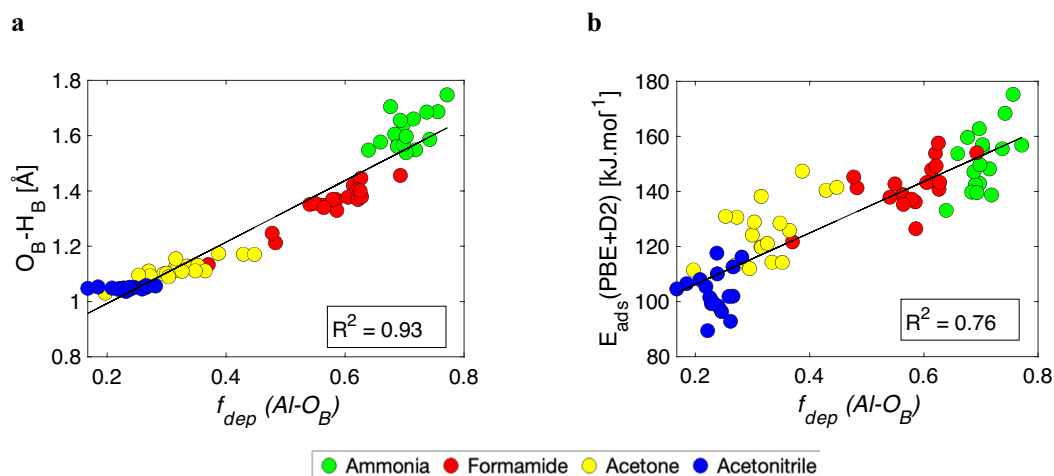 a
b
1.8
1.6
1.4
1.2
1
0.8
O_B-H_B [Å]
R² = 0.93
0.2
0.4
0.6
0.8
f_dep (Al-O_B)
180
160
140
120
100
80
E_ads(PBE+D2) [kJ.mol⁻¹]
R² = 0.76
0.2
0.4
0.6
0.8
f_dep (Al-O_B)
Ammonia Formamide Acetone Acetonitrile